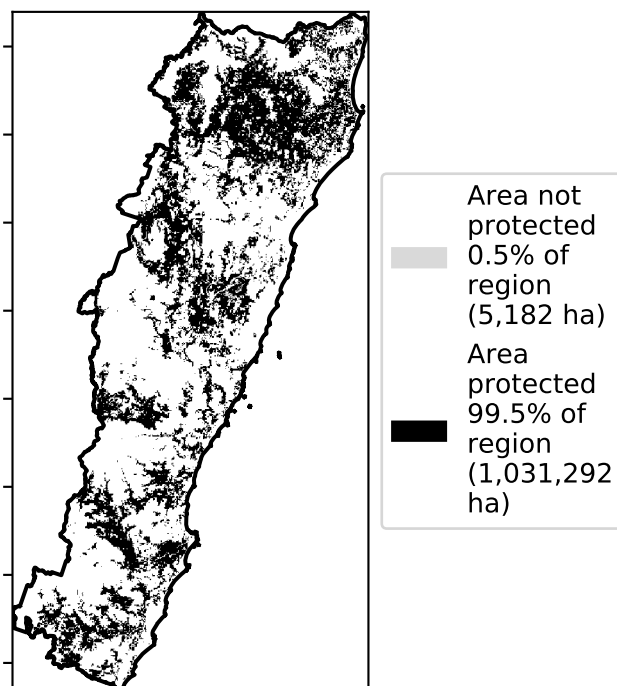 Area not
protected
0.5% of
region
(5,182 ha)
Area
protected
99.5% of
region
(1,031,292
ha)